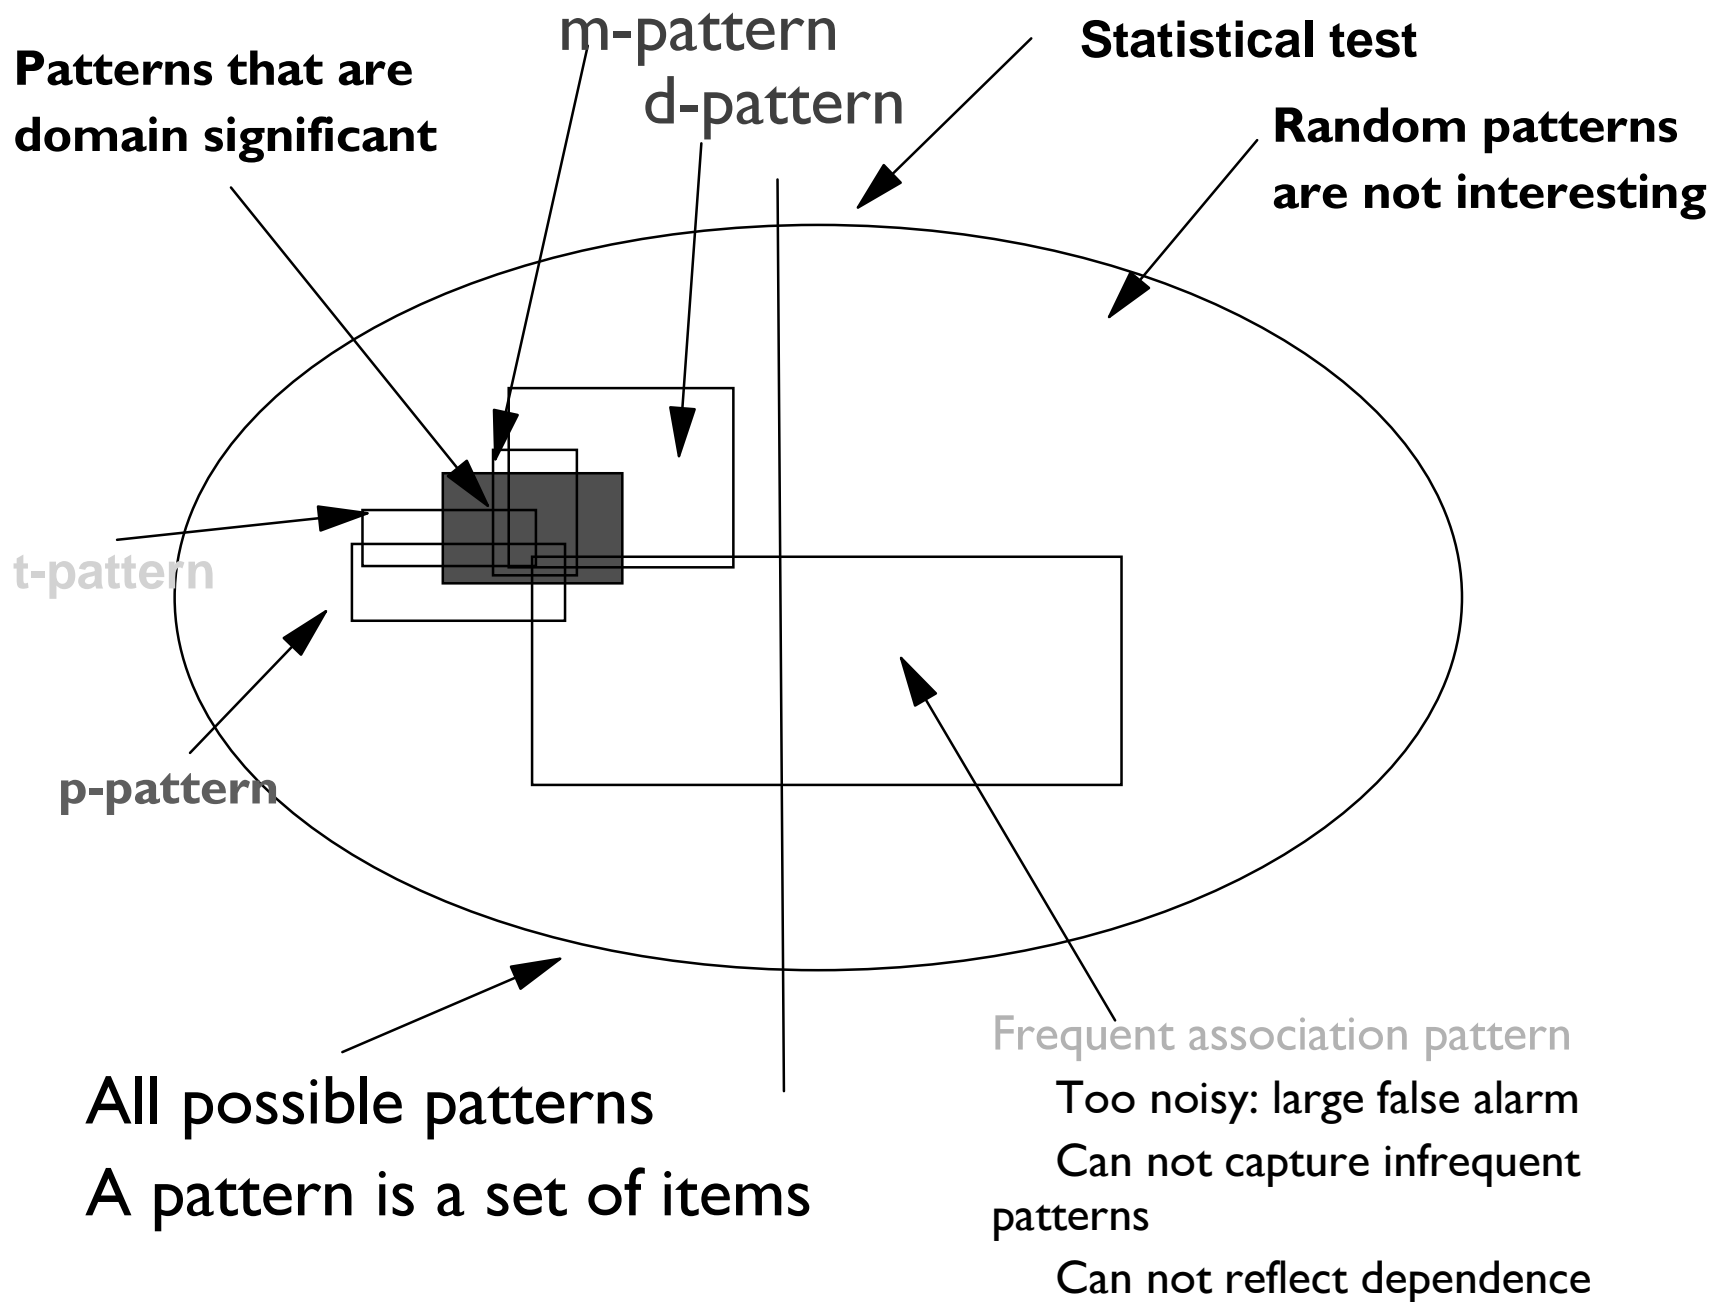 m-pattern
d-pattern
Statistical test
Patterns that are
domain significant
Random patterns
are not interesting
t-pattern
p-pattern
All possible patterns
A pattern is a set of items
Frequent association pattern
Too noisy: large false alarm
Can not capture infrequent
patterns
Can not reflect dependence